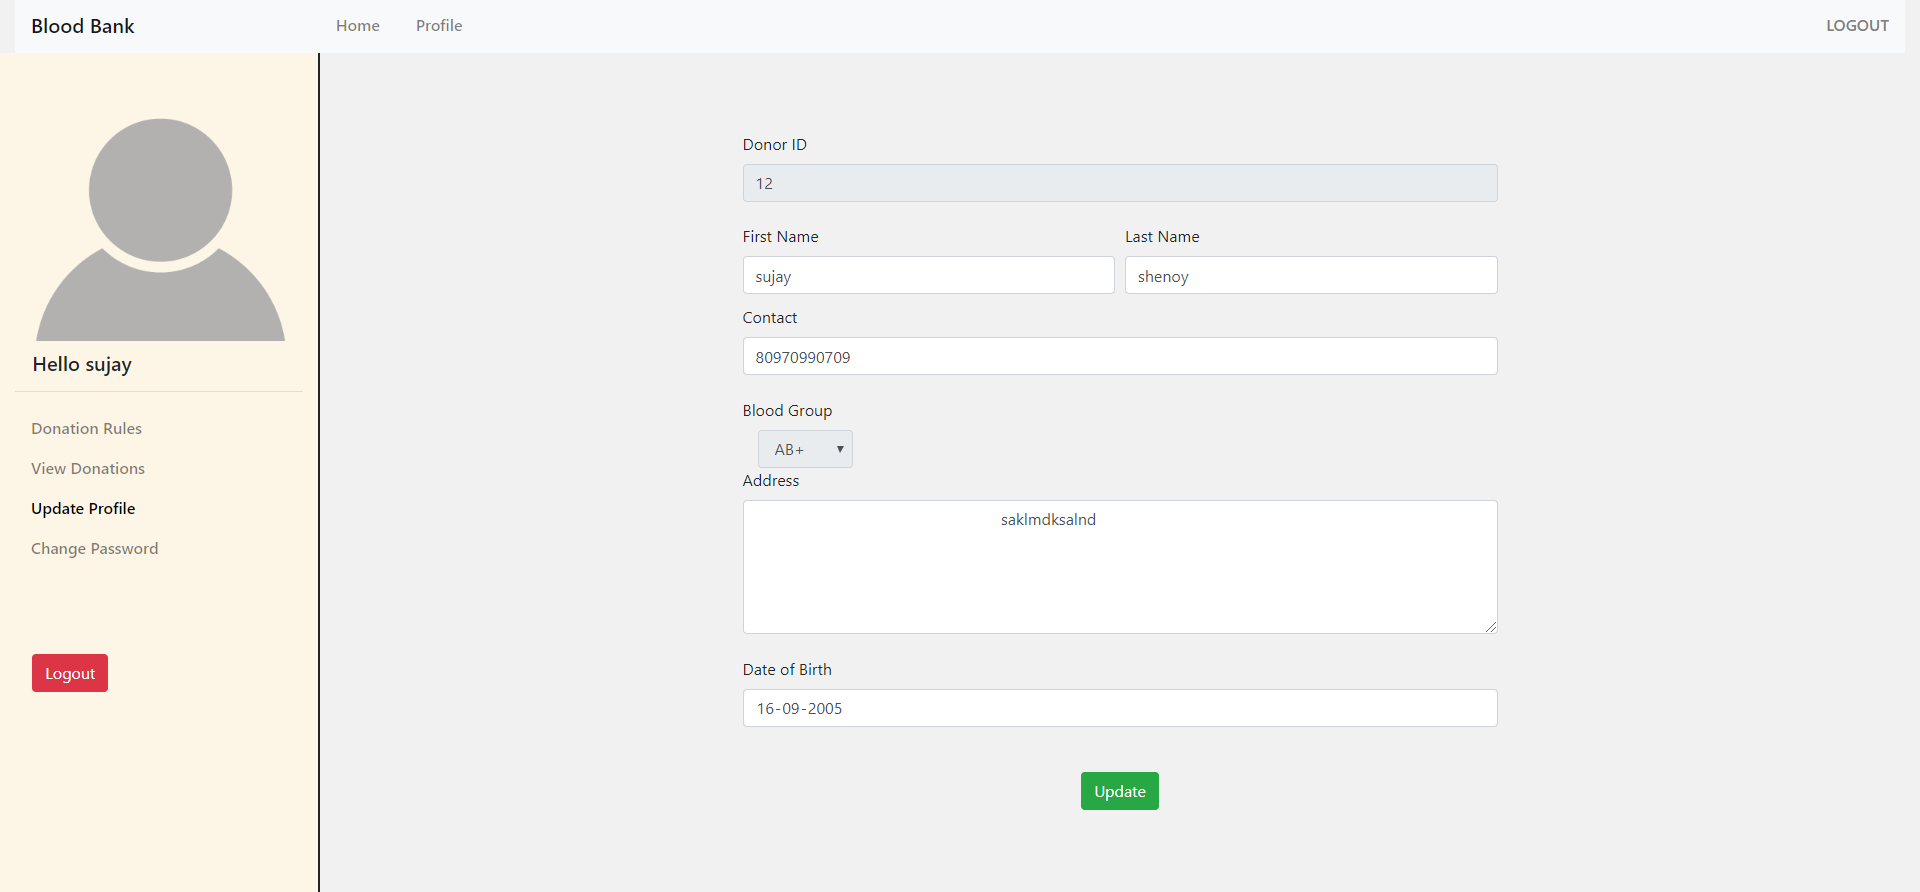 Blood Bank Home Profile LOGOUT
Hello sujay
Donation Rules
View Donations
Update Profile
Change Password
Logout
Donor ID
12
First Name Last Name
sujay shenoy
Contact
80970990709
Blood Group
AB+
Address
saklmdksalnd
Date of Birth
16-09-2005
Update